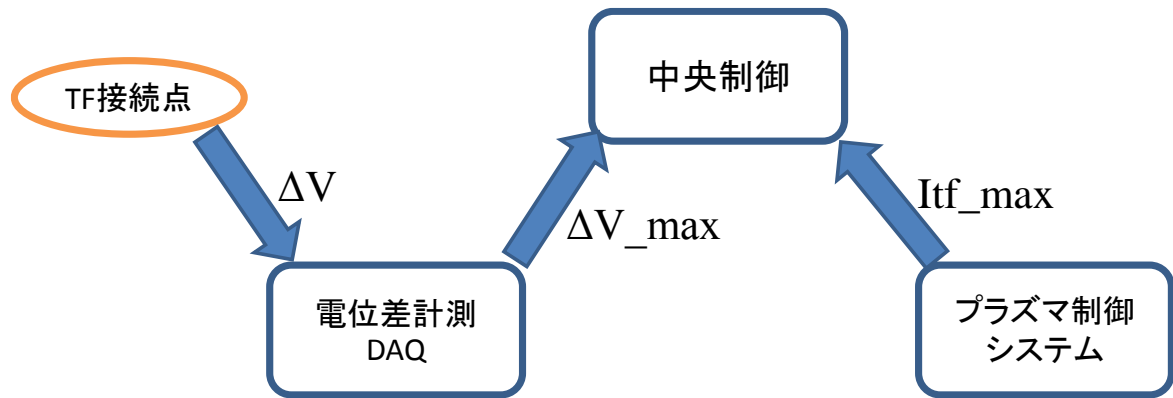 中央制御
TF接続点
ΔV
ΔV_max
Itf_max
電位差計測
DAQ
プラズマ制御
システム